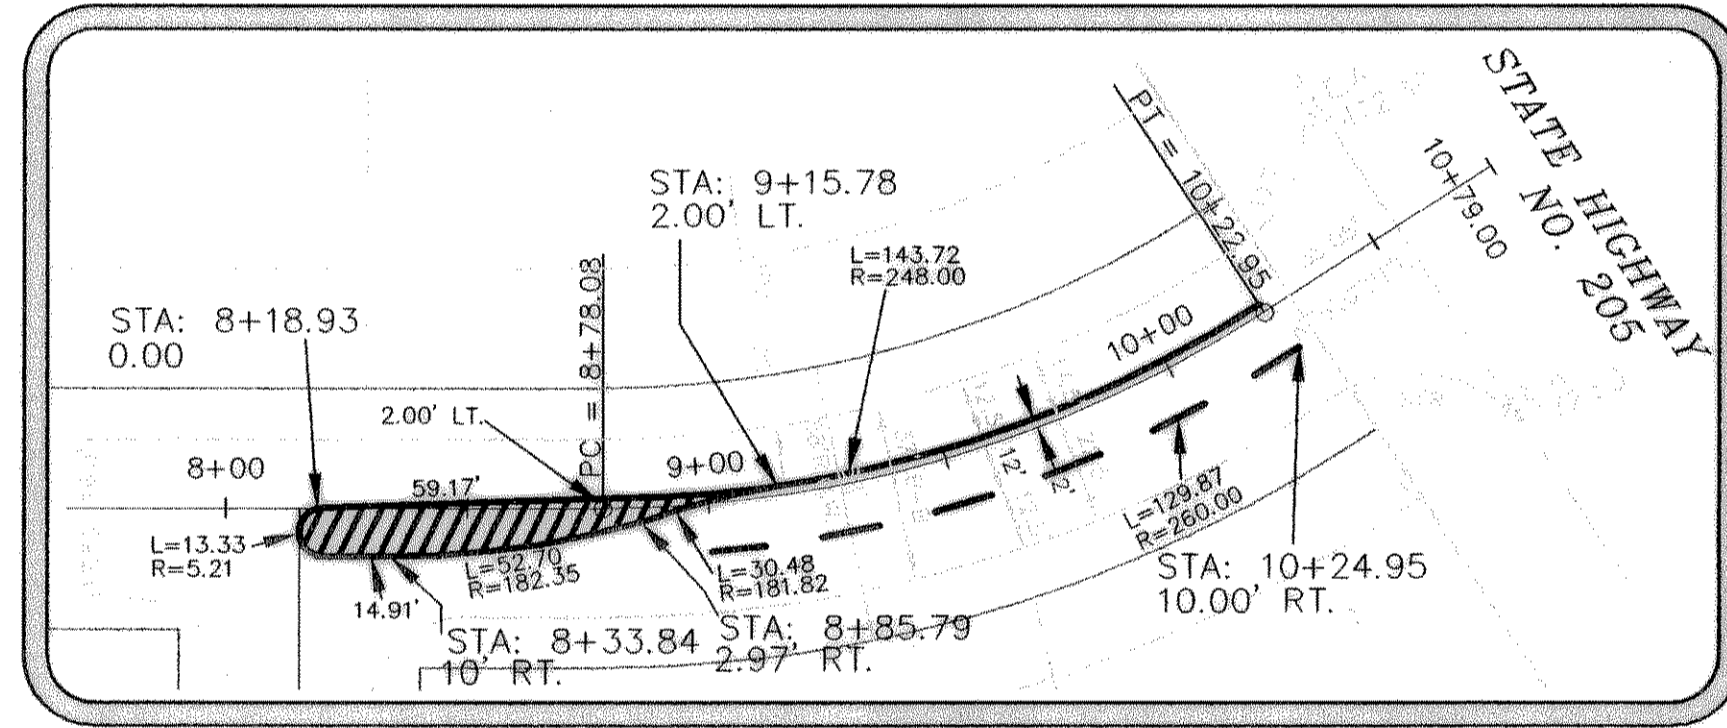 STATE HIGHWAY
NO. 205
10+79.00
PT = 10+22.95
STA: 9+15.78
2.00' LT.
L=143.72
R=248.00
PC = 8+78.08
STA: 8+18.93
0.00
2.00' LT.
10+00
9+00
8+00
59.17'
12'
2'
L=13.33
R=5.21
L=52.70
R=182.35
L=30.48
R=181.82
L=129.87
R=260.00
14.91'
STA: 10+24.95
10.00' RT.
STA: 8+33.84
10' RT.
STA: 8+85.79
2.97' RT.